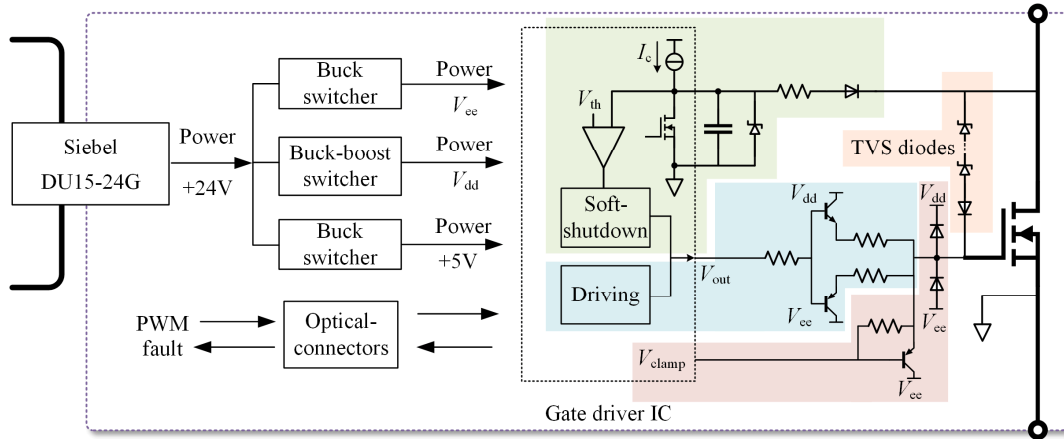 Siebel
DU15-24G
Power
+24V
Buck
switcher
Power
Vee
Buck-boost
switcher
Power
Vdd
Buck
switcher
Power
+5V
PWM
fault
Optical-
connectors
Ic
Vth
Soft-
shutdown
Driving
Vout
Vclamp
Vdd
Vee
Vee
TVS diodes
Vdd
Vee
Gate driver IC